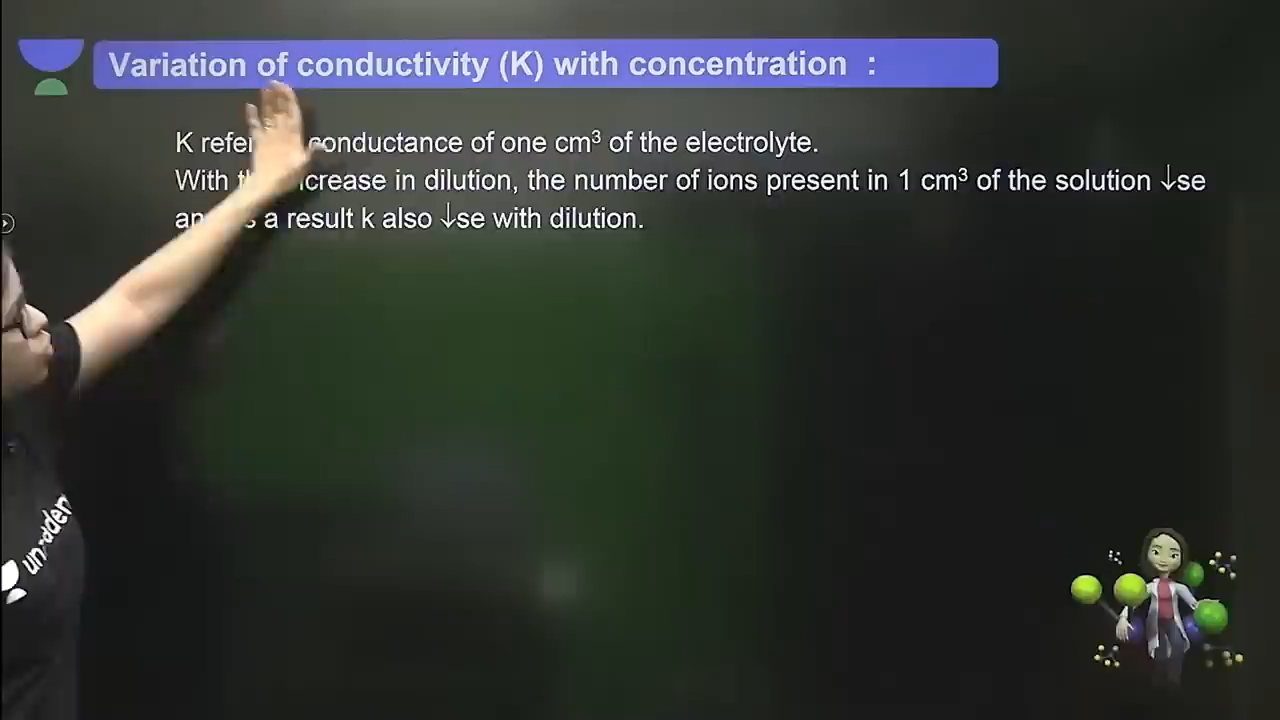 Variation of conductivity (K) with concentration :
K refer conductance of one cm³ of the electrolyte.
With increase in dilution, the number of ions present in 1 cm³ of the solution ↓se
a result k also ↓se with dilution.